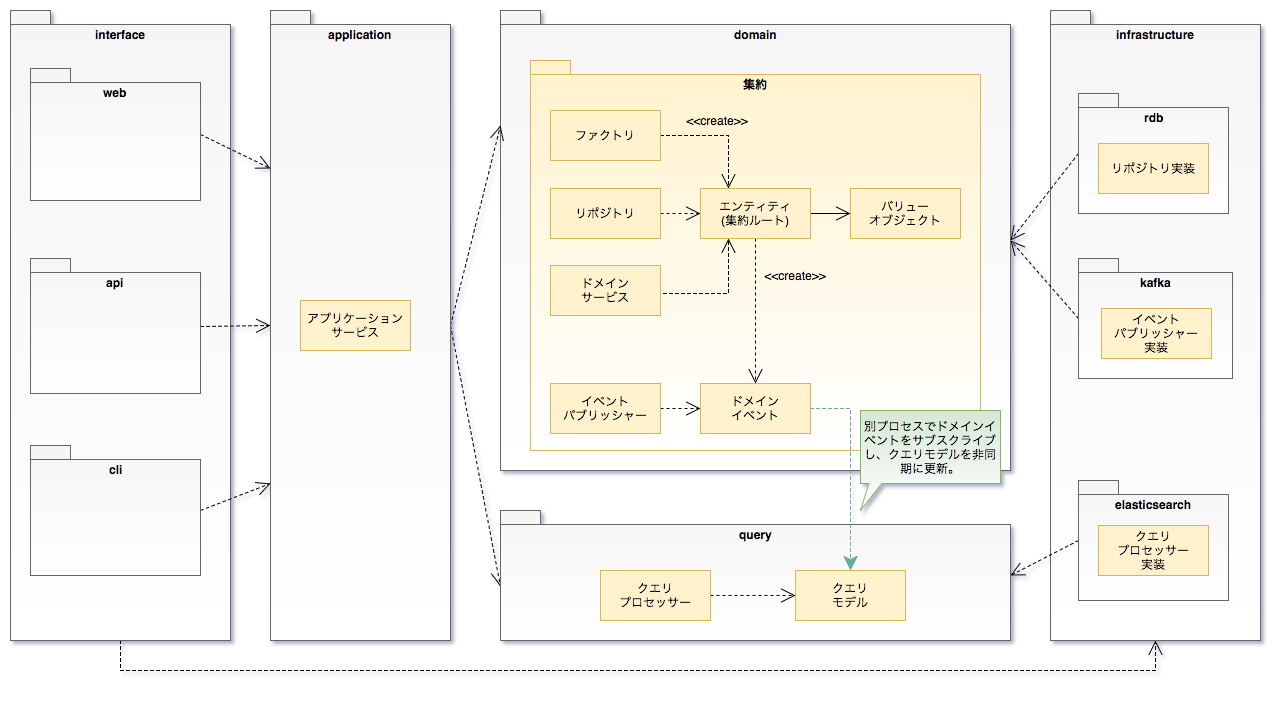 interface
web
api
cli
application
アプリケーション
サービス
domain
集約
ファクトリ
<<create>>
リポジトリ
エンティティ
(集約ルート)
バリュー
オブジェクト
ドメイン
サービス
<<create>>
イベント
パブリッシャー
ドメイン
イベント
別プロセスでドメインイ
ベントをサブスクライブ
し、クエリモデルを非同
期に更新。
query
クエリ
プロセッサー
クエリ
モデル
infrastructure
rdb
リポジトリ実装
kafka
イベント
パブリッシャー
実装
elasticsearch
クエリ
プロセッサー
実装